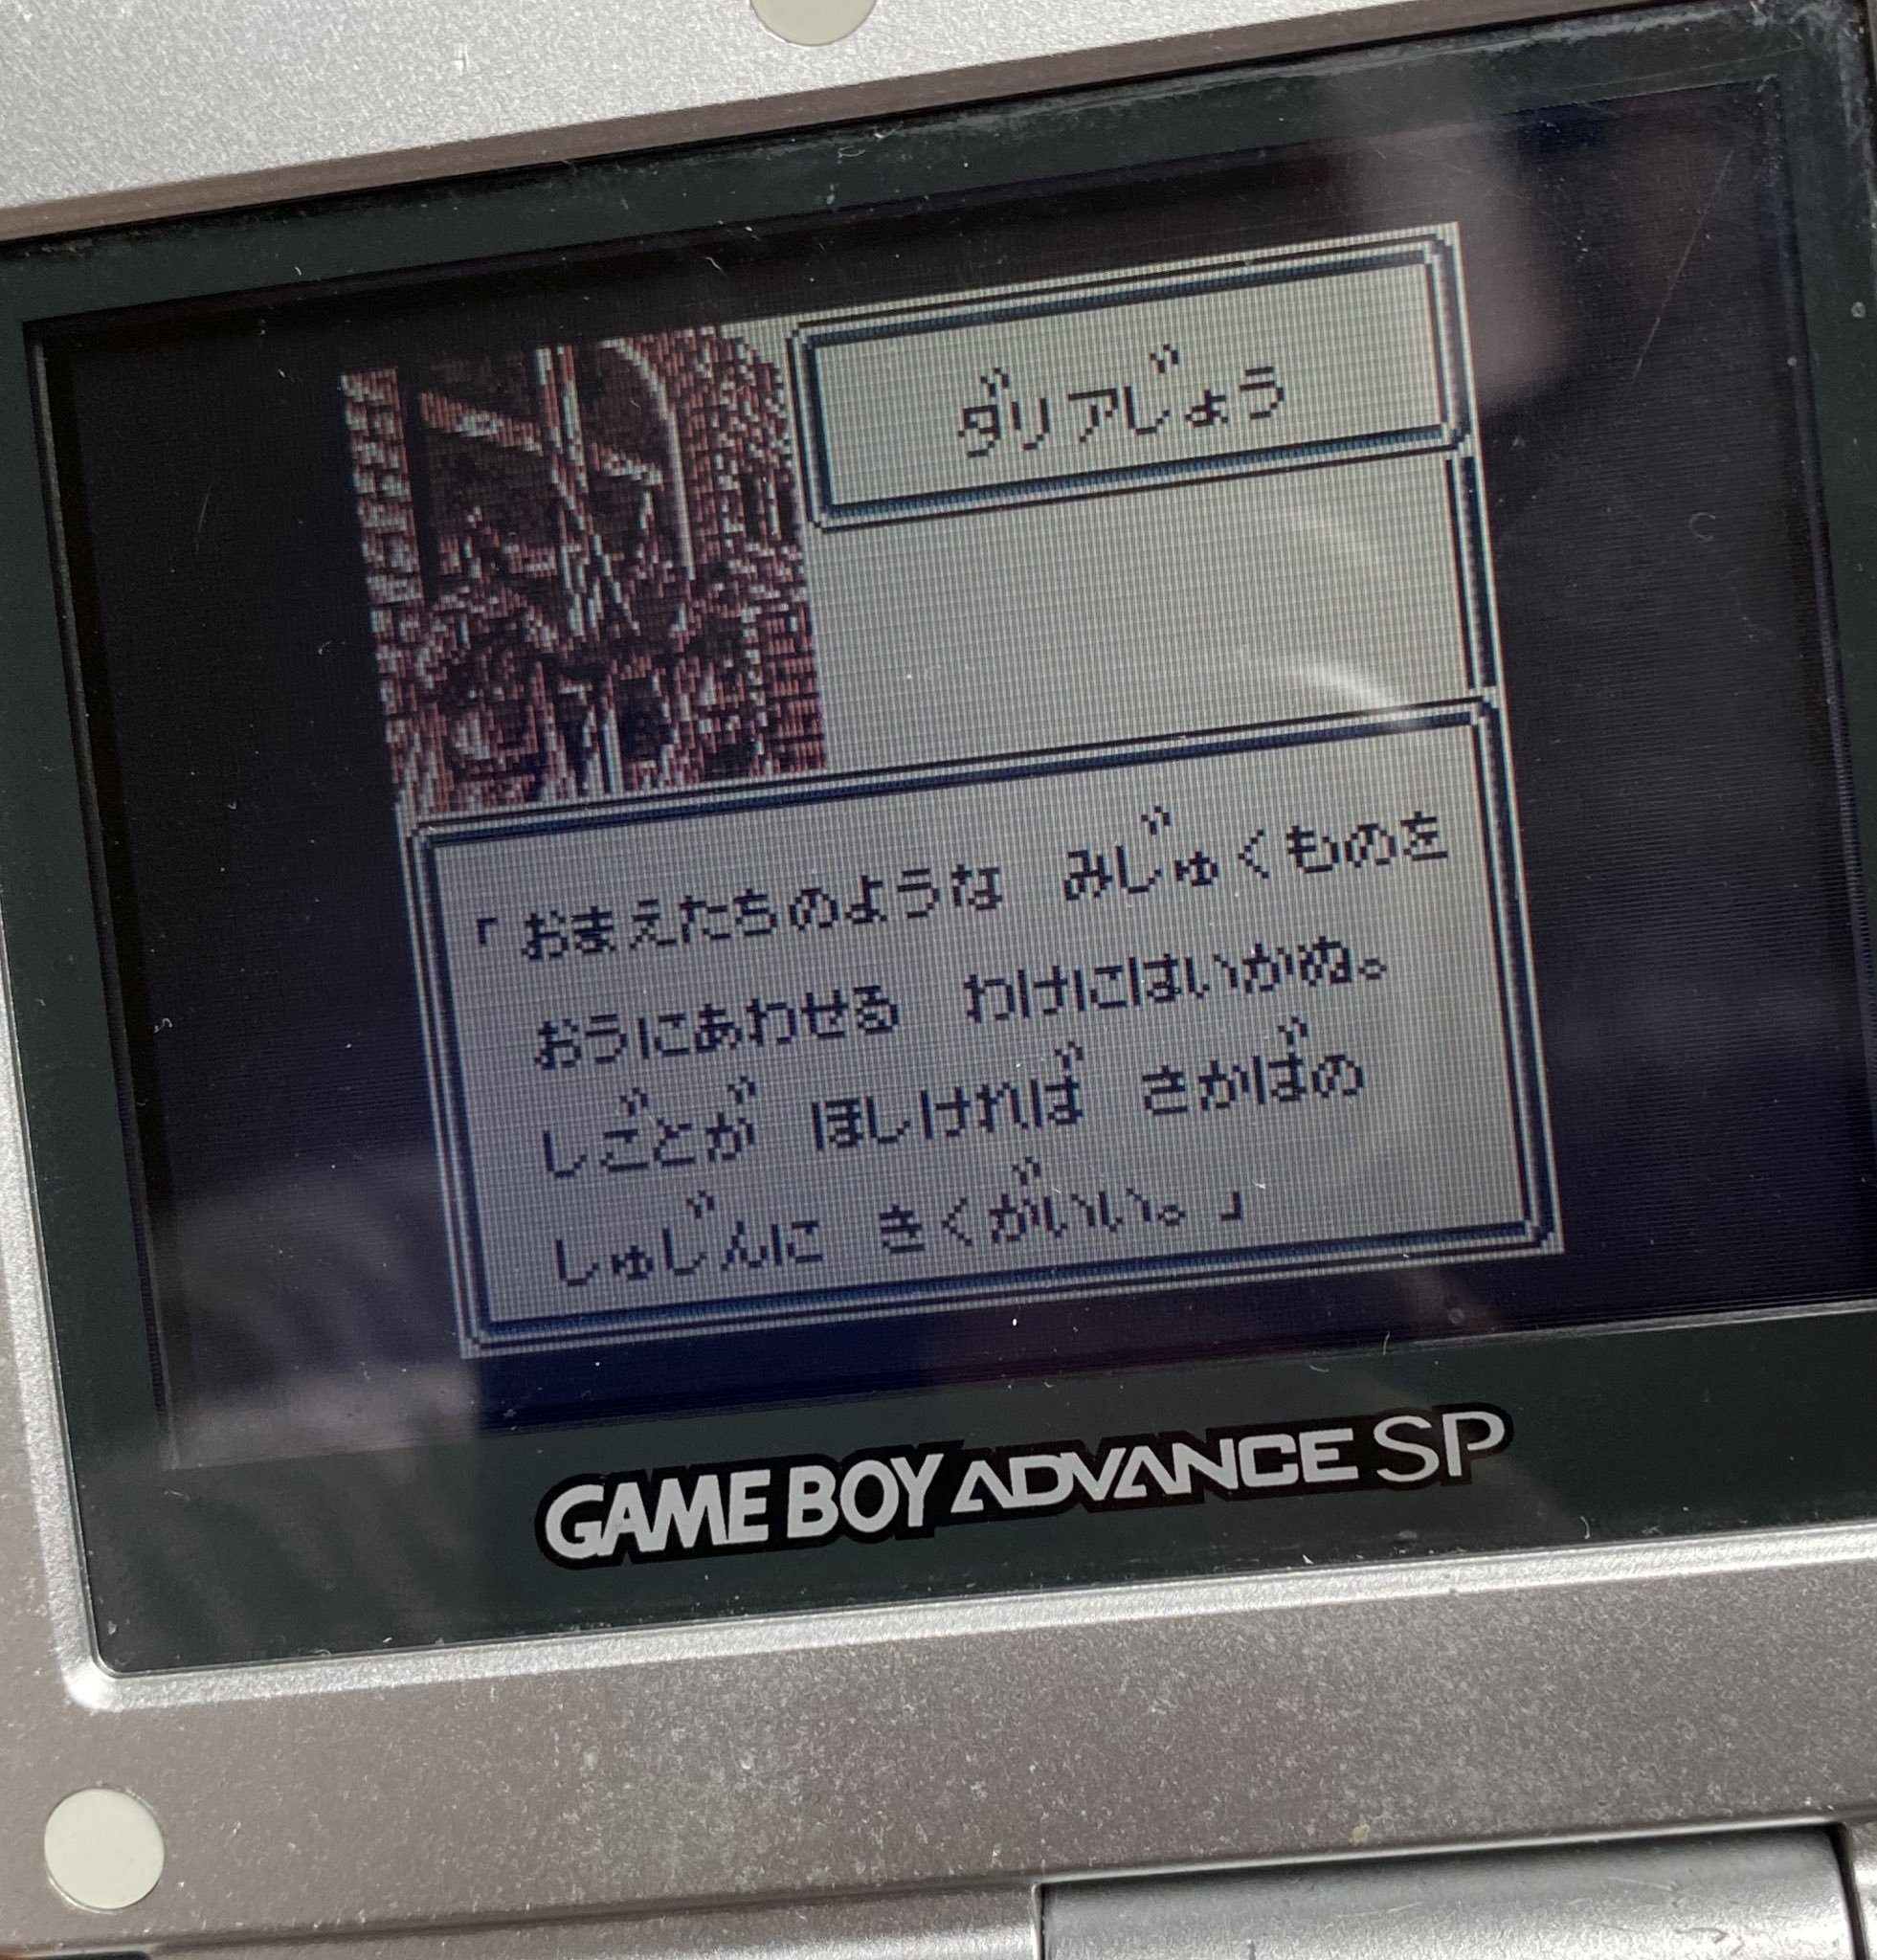 ダリアじょう
「おまえたちのような　みじゅくものを
おうにあわせる　わけにはいかぬ。
しごとが　ほしければ　さかばの
しゅじんに　きくがいい。」
GAME BOY ADVANCE SP